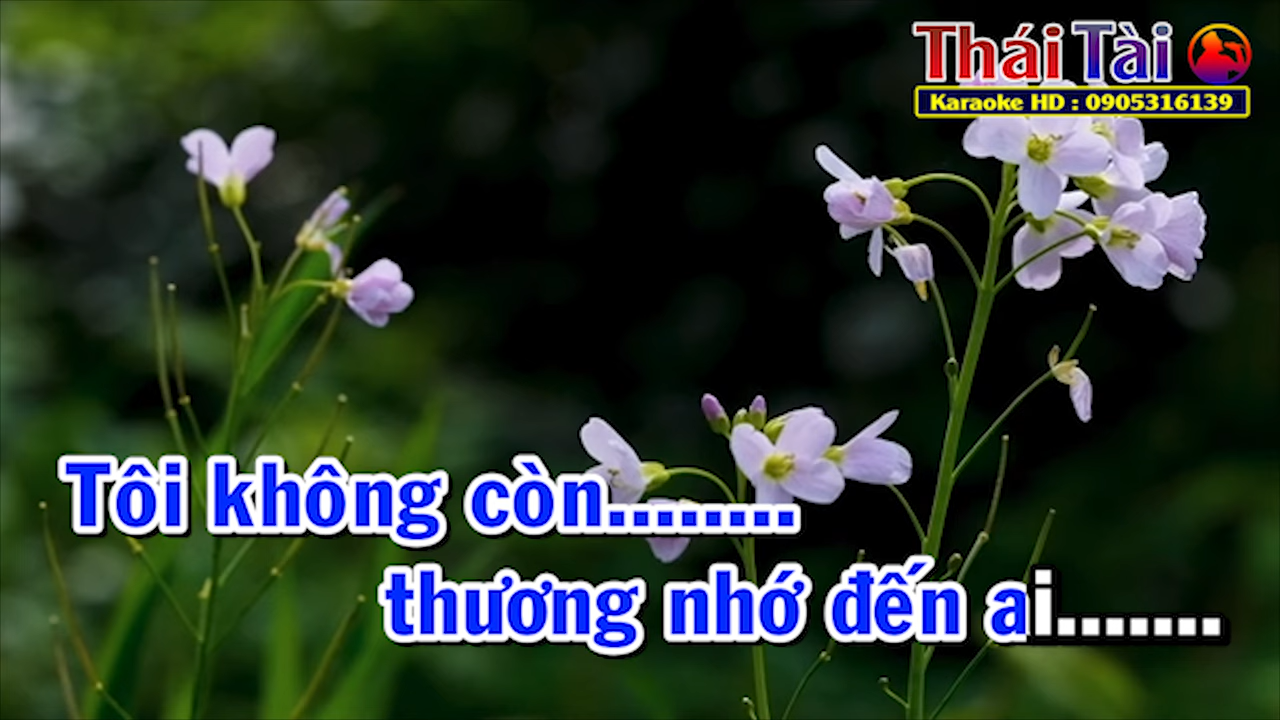 Thái Tài
Karaoke HD : 0905316139
Tôi không còn........
thương nhớ đến ai.......